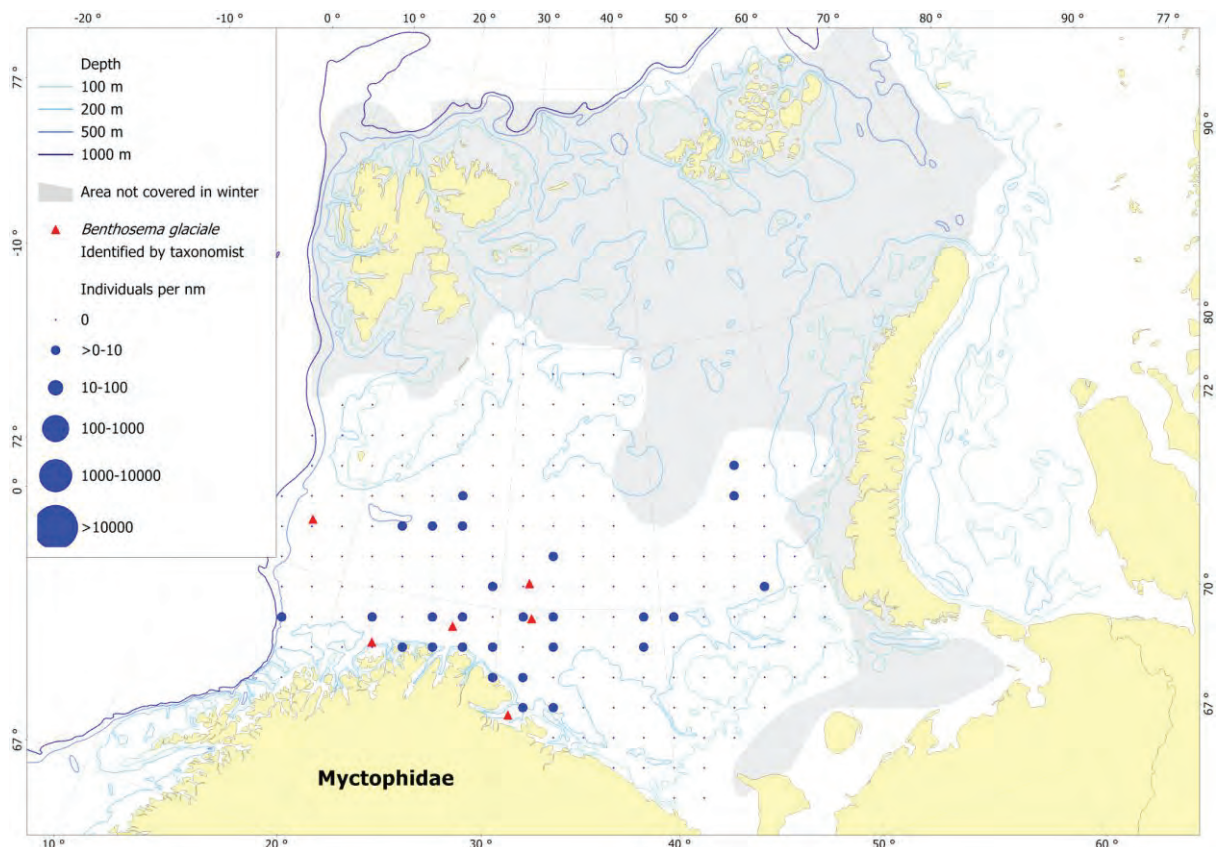 -20 ° -10 ° 0 ° 10 ° 20 ° 30 ° 40 ° 50 ° 60 ° 70 ° 80 ° 90 ° 77 °
Depth
100 m
200 m
500 m
1000 m
Area not covered in winter
Benthosema glaciale
Identified by taxonomist
Individuals per nm
0
>0-10
10-100
100-1000
1000-10000
>10000
77 °
-10 °
72 °
0 °
67 °
90 °
80 °
72 °
70 °
67 °
60 °
Myctophidae
10 ° 20 ° 30 ° 40 ° 50 ° 60 °